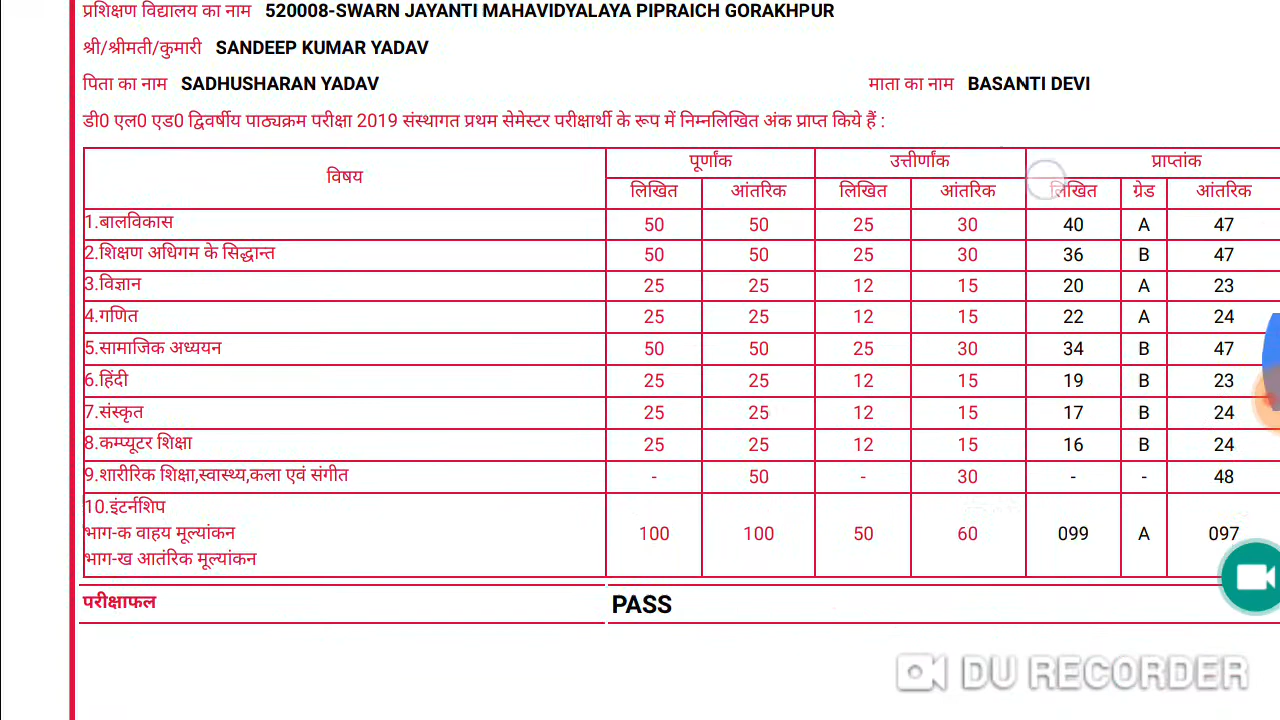 प्रशिक्षण विद्यालय का नाम 520008-SWARN JAYANTI MAHAVIDYALAYA PIPRAICH GORAKHPUR
श्री/श्रीमती/कुमारी SANDEEP KUMAR YADAV
पिता का नाम SADHUSHARAN YADAV माता का नाम BASANTI DEVI
डी0 एल0 एड0 द्विवर्षीय पाठ्यक्रम परीक्षा 2019 संस्थागत प्रथम सेमेस्टर परीक्षार्थी के रूप में निम्नलिखित अंक प्राप्त किये हैं :
विषय पूर्णांक उत्तीर्णांक प्राप्तांक
लिखित आंतरिक लिखित आंतरिक लिखित ग्रेड आंतरिक
1.बालविकास 50 50 25 30 40 A 47
2.शिक्षण अधिगम के सिद्धान्त 50 50 25 30 36 B 47
3.विज्ञान 25 25 12 15 20 A 23
4.गणित 25 25 12 15 22 A 24
5.सामाजिक अध्ययन 50 50 25 30 34 B 47
6.हिंदी 25 25 12 15 19 B 23
7.संस्कृत 25 25 12 15 17 B 24
8.कम्प्यूटर शिक्षा 25 25 12 15 16 B 24
9.शारीरिक शिक्षा,स्वास्थ्य,कला एवं संगीत - 50 - 30 - - 48
10.इंटर्नशिप
भाग-क वाहय मूल्यांकन 100 100 50 60 099 A 097
भाग-ख आतंरिक मूल्यांकन
परीक्षाफल PASS
DU RECORDER